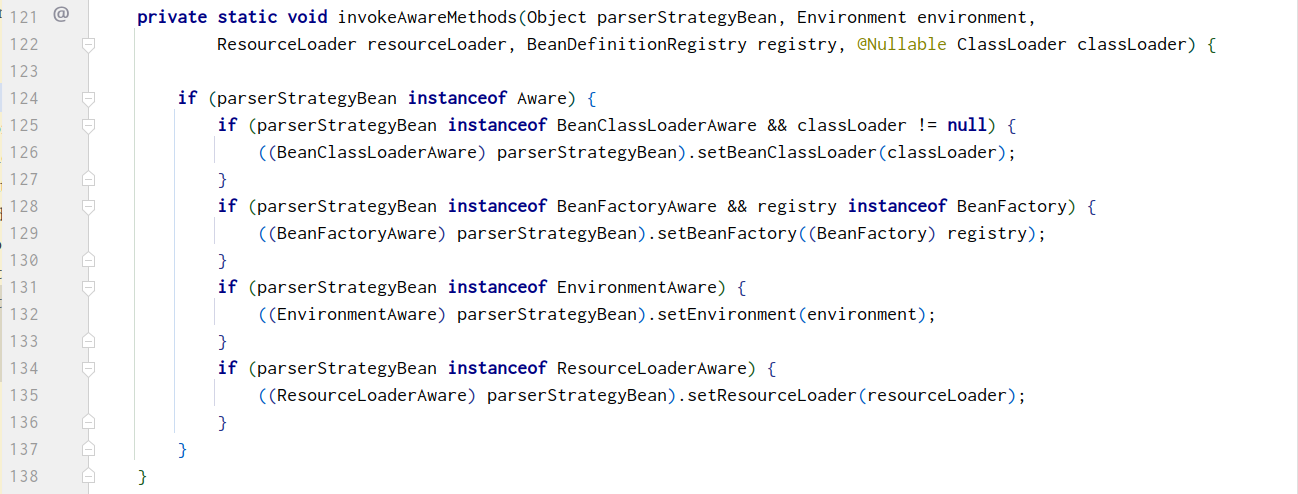 121 @ private static void invokeAwareMethods(Object parserStrategyBean, Environment environment,
122 ResourceLoader resourceLoader, BeanDefinitionRegistry registry, @Nullable ClassLoader classLoader) {
123
124 if (parserStrategyBean instanceof Aware) {
125 if (parserStrategyBean instanceof BeanClassLoaderAware && classLoader != null) {
126 ((BeanClassLoaderAware) parserStrategyBean).setBeanClassLoader(classLoader);
127 }
128 if (parserStrategyBean instanceof BeanFactoryAware && registry instanceof BeanFactory) {
129 ((BeanFactoryAware) parserStrategyBean).setBeanFactory((BeanFactory) registry);
130 }
131 if (parserStrategyBean instanceof EnvironmentAware) {
132 ((EnvironmentAware) parserStrategyBean).setEnvironment(environment);
133 }
134 if (parserStrategyBean instanceof ResourceLoaderAware) {
135 ((ResourceLoaderAware) parserStrategyBean).setResourceLoader(resourceLoader);
136 }
137 }
138 }